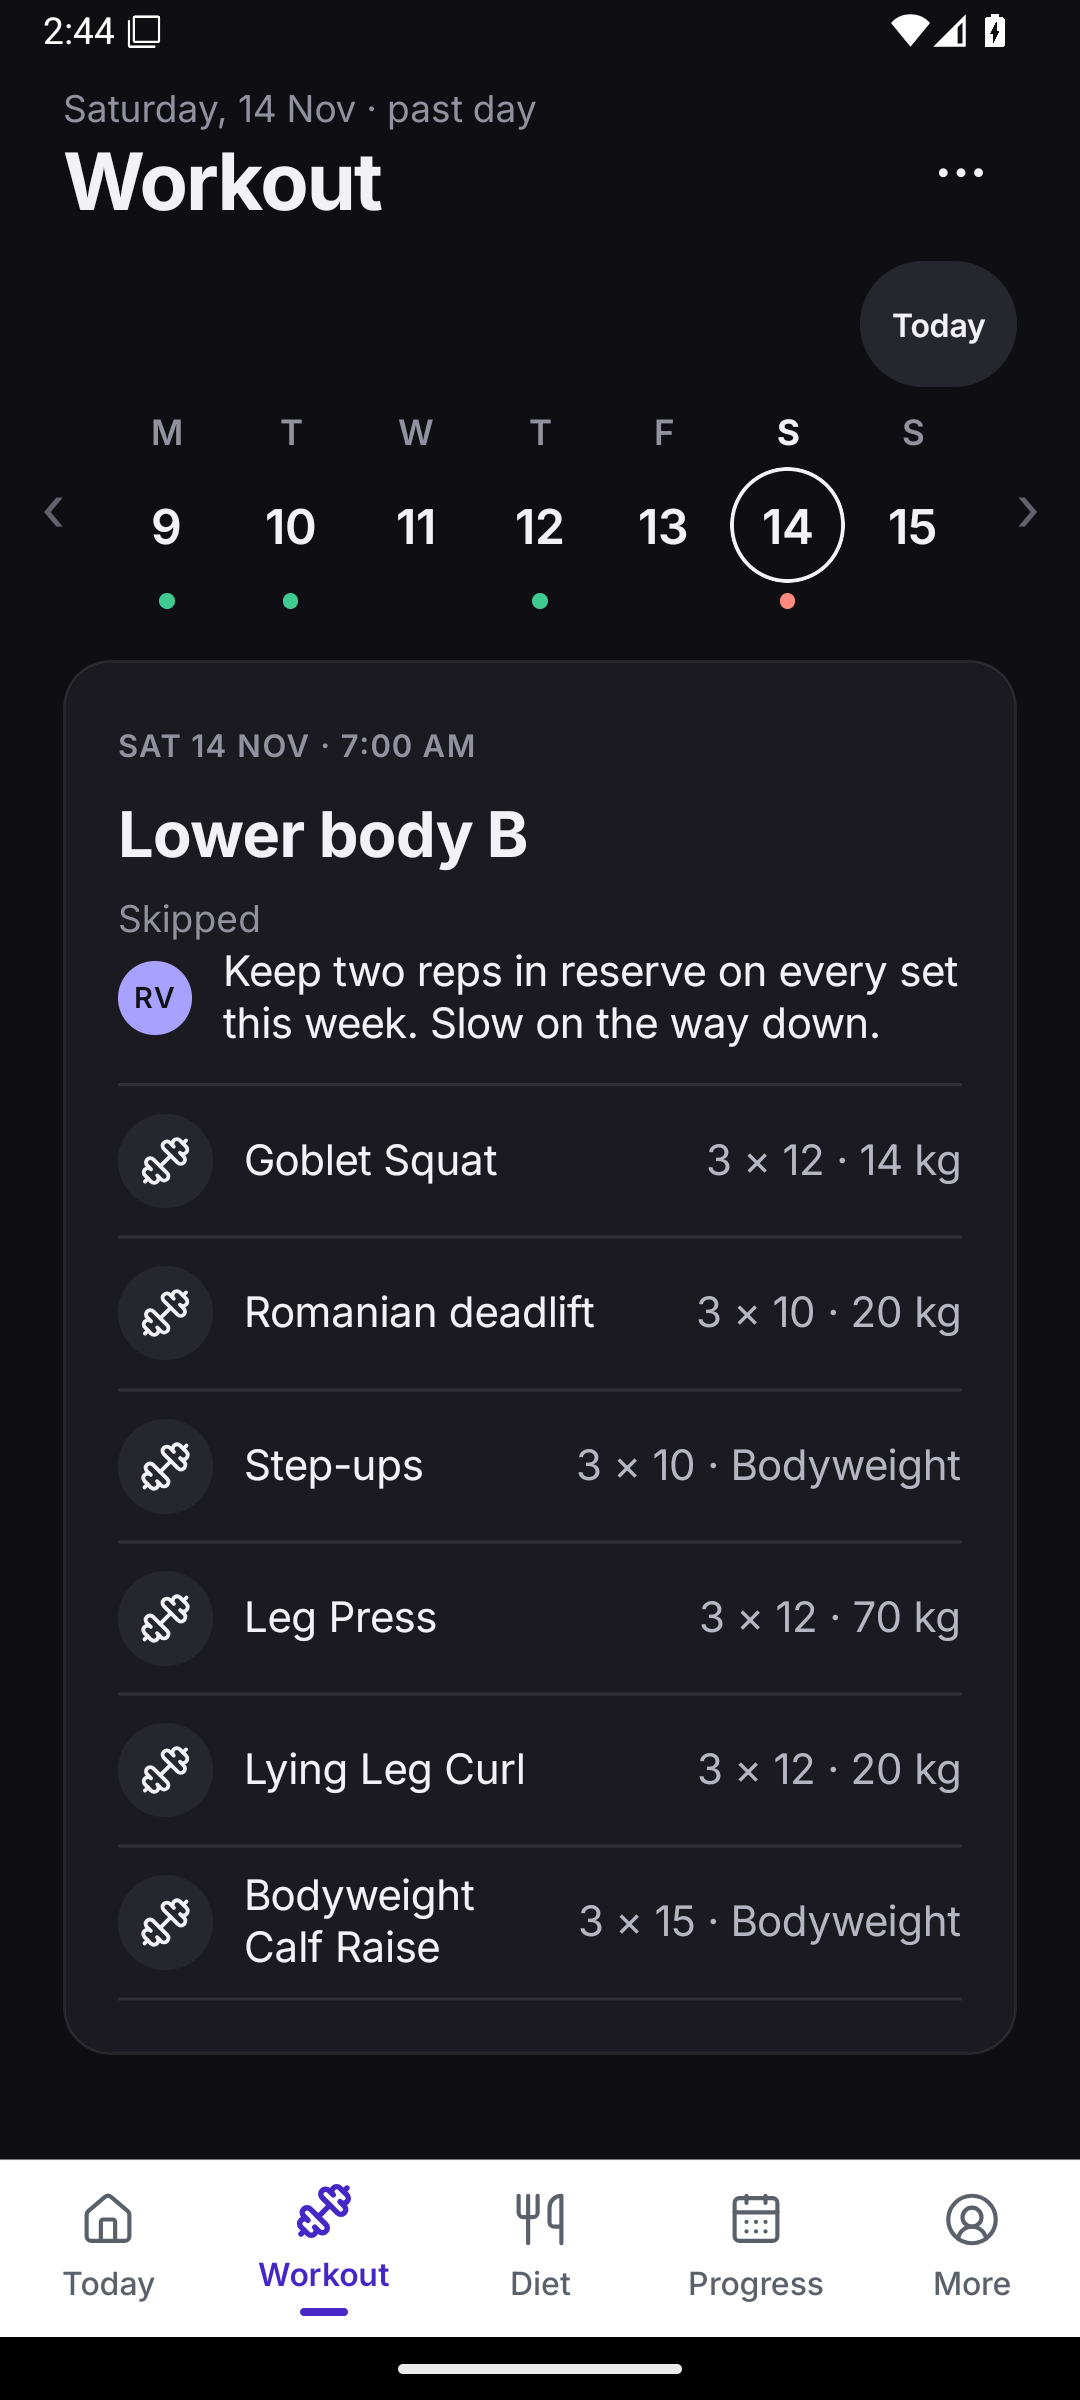 2:44
Saturday, 14 Nov · past day
Workout
Today
M T W T F S S
9 10 11 12 13 14 15
SAT 14 NOV · 7:00 AM
Lower body B
Skipped
RV
Keep two reps in reserve on every set
this week. Slow on the way down.
Goblet Squat 3 × 12 · 14 kg
Romanian deadlift 3 × 10 · 20 kg
Step-ups 3 × 10 · Bodyweight
Leg Press 3 × 12 · 70 kg
Lying Leg Curl 3 × 12 · 20 kg
Bodyweight
Calf Raise 3 × 15 · Bodyweight
Today Workout Diet Progress More